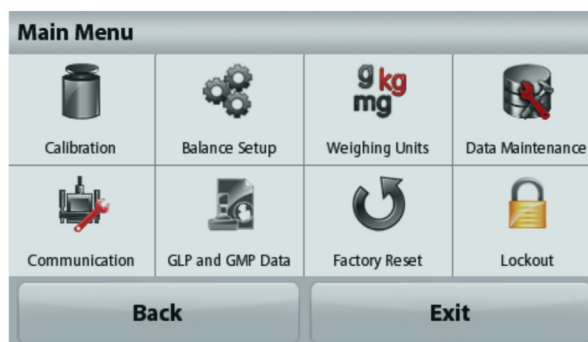 Main Menu
g kg
mg
Calibration
Balance Setup
Weighing Units
Data Maintenance
Communication
GLP and GMP Data
Factory Reset
Lockout
Back
Exit